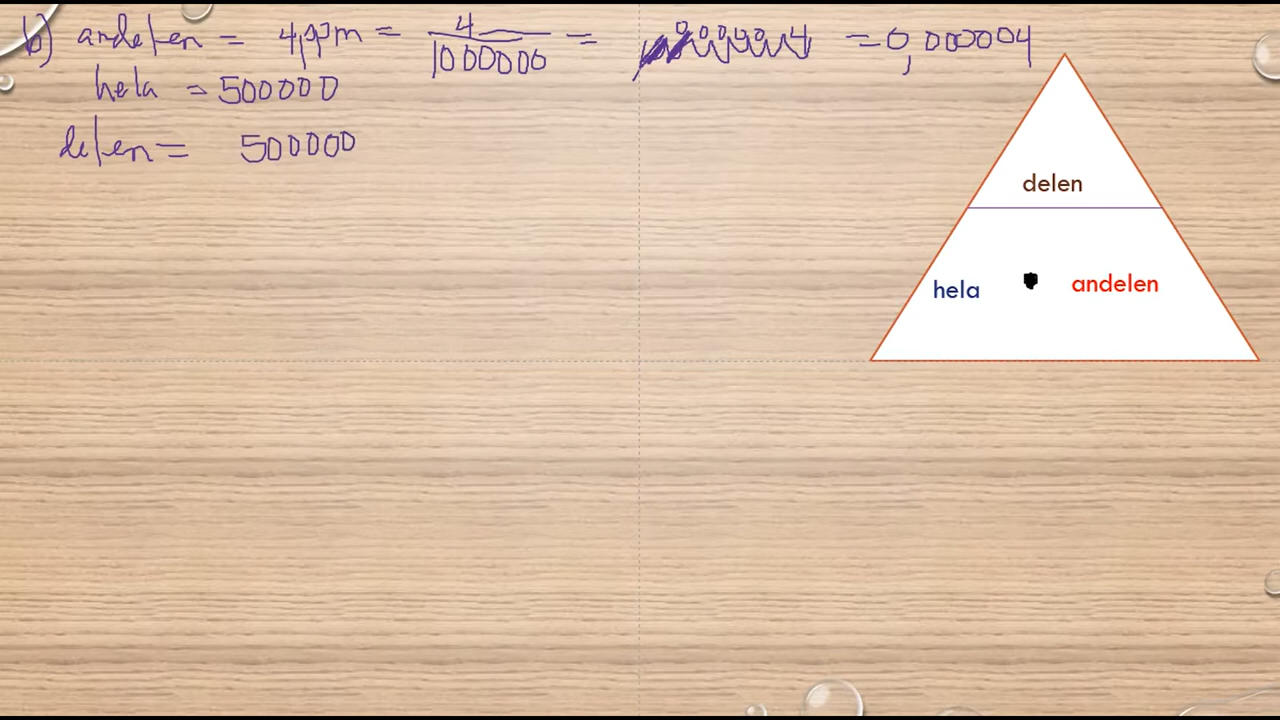 b) andelen = 4 ppm = 4/1000000 = 0,000004
hela = 500000
delen = 500000
delen
hela • andelen